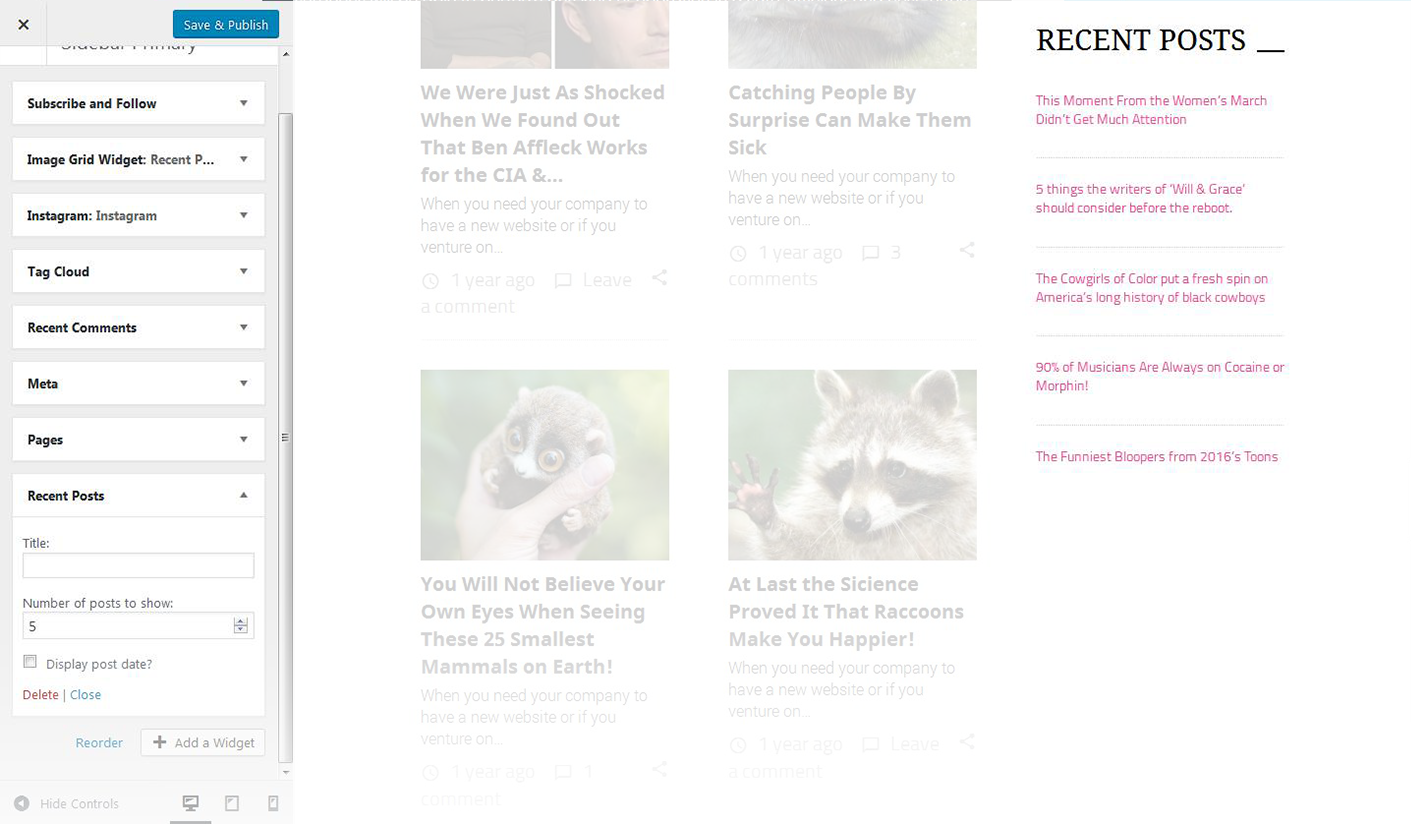 Save & Publish
Sidebar Primary
Subscribe and Follow
Image Grid Widget: Recent P...
Instagram: Instagram
Tag Cloud
Recent Comments
Meta
Pages
Recent Posts
Title:
Number of posts to show:
5
Display post date?
Delete | Close
Reorder
Add a Widget
Hide Controls
We Were Just As Shocked
When We Found Out
That Ben Affleck Works
for the CIA &...
When you need your company to
have a new website or if you
venture on...
1 year ago Leave
a comment
Catching People By
Surprise Can Make Them
Sick
When you need your company to
have a new website or if you
venture on...
1 year ago 3
comments
You Will Not Believe Your
Own Eyes When Seeing
These 25 Smallest
Mammals on Earth!
When you need your company to
have a new website or if you
venture on...
1 year ago 1
comment
At Last the Sicience
Proved It That Raccoons
Make You Happier!
When you need your company to
have a new website or if you
venture on...
1 year ago Leave
a comment
RECENT POSTS
This Moment From the Women's March
Didn't Get Much Attention
5 things the writers of 'Will & Grace'
should consider before the reboot.
The Cowgirls of Color put a fresh spin on
America's long history of black cowboys
90% of Musicians Are Always on Cocaine or
Morphin!
The Funniest Bloopers from 2016's Toons